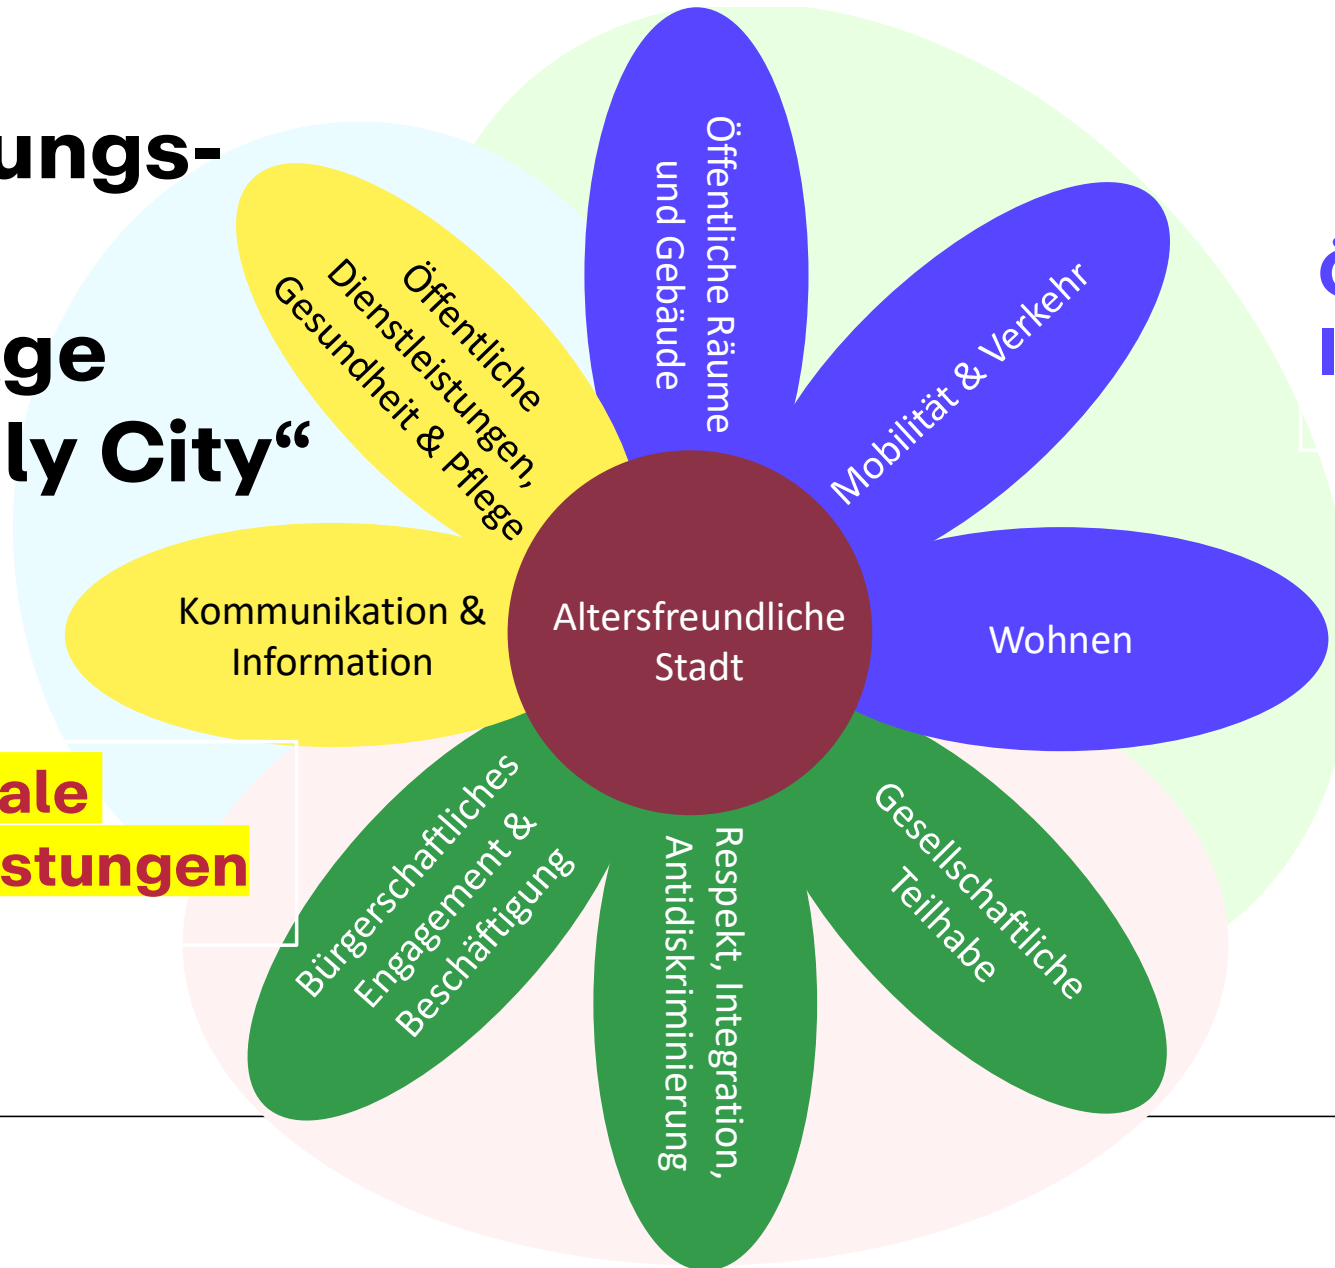 ungs-
ge
ly City“
Öffentliche Räume
und Gebäude
Mobilität & Verkehr
Wohnen
Gesellschaftliche
Teilhabe
Respekt, Integration,
Antidiskriminierung
Bürgerschaftliches
Engagement &
Beschäftigung
Kommunikation &
Information
Öffentliche
Dienstleistungen,
Gesundheit & Pflege
Altersfreundliche
Stadt
ale
stungen